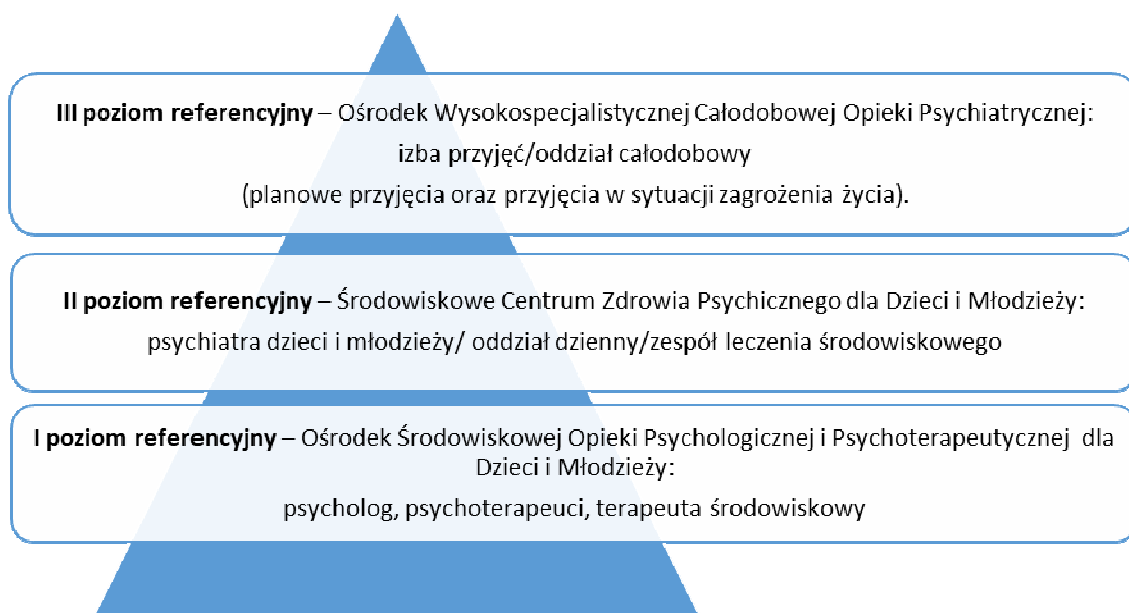 III poziom referencyjny – Ośrodek Wysokospecjalistycznej Całodobowej Opieki Psychiatrycznej:
izba przyjęć/oddział całodobowy
(planowe przyjęcia oraz przyjęcia w sytuacji zagrożenia życia).
II poziom referencyjny – Środowiskowe Centrum Zdrowia Psychicznego dla Dzieci i Młodzieży:
psychiatra dzieci i młodzieży/ oddział dzienny/zespół leczenia środowiskowego
I poziom referencyjny – Ośrodek Środowiskowej Opieki Psychologicznej i Psychoterapeutycznej dla
Dzieci i Młodzieży:
psycholog, psychoterapeuci, terapeuta środowiskowy